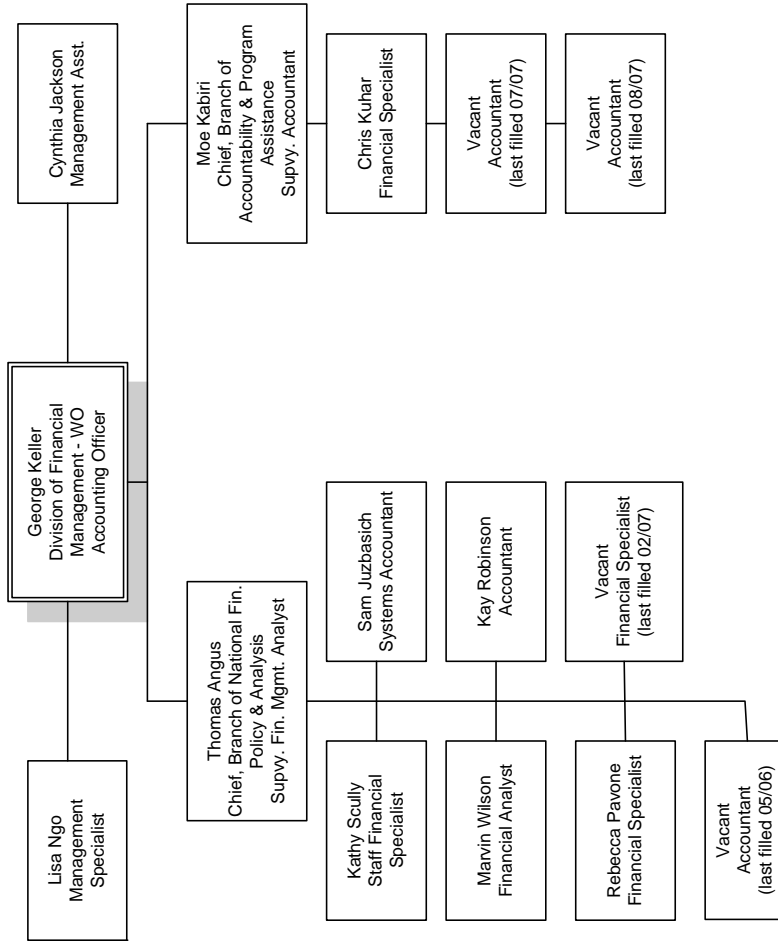 George Keller
Division of Financial
Management - WO
Accounting Officer
Lisa Ngo
Management
Specialist
Cynthia Jackson
Management Asst.
Thomas Angus
Chief, Branch of National Fin.
Policy & Analysis
Supvy. Fin. Mgmt. Analyst
Moe Kabiri
Chief, Branch of
Accountability & Program
Assistance
Supvy. Accountant
Kathy Scully
Staff Financial
Specialist
Sam Juzbasich
Systems Accountant
Marvin Wilson
Financial Analyst
Kay Robinson
Accountant
Rebecca Pavone
Financial Specialist
Vacant
Financial Specialist
(last filled 02/07)
Vacant
Accountant
(last filled 05/06)
Chris Kuhar
Financial Specialist
Vacant
Accountant
(last filled 07/07)
Vacant
Accountant
(last filled 08/07)